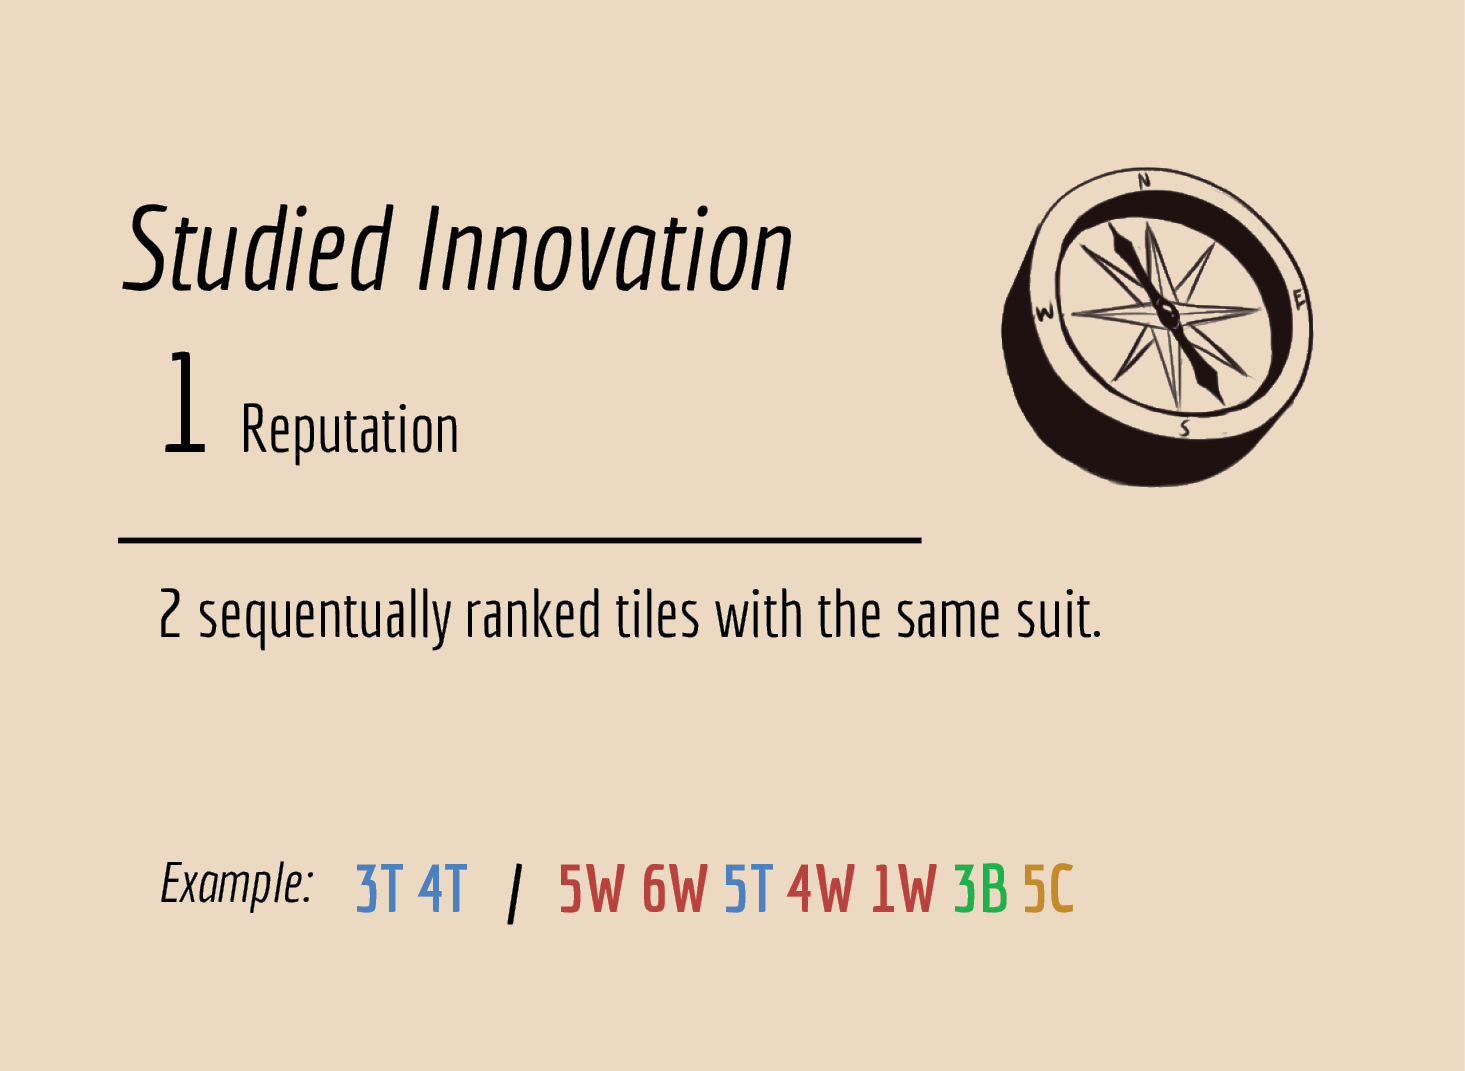 Studied Innovation
1 Reputation
2 sequentually ranked tiles with the same suit.
Example: 3T 4T / 5W 6W 5T 4W 1W 3B 5C
N
E
W
S